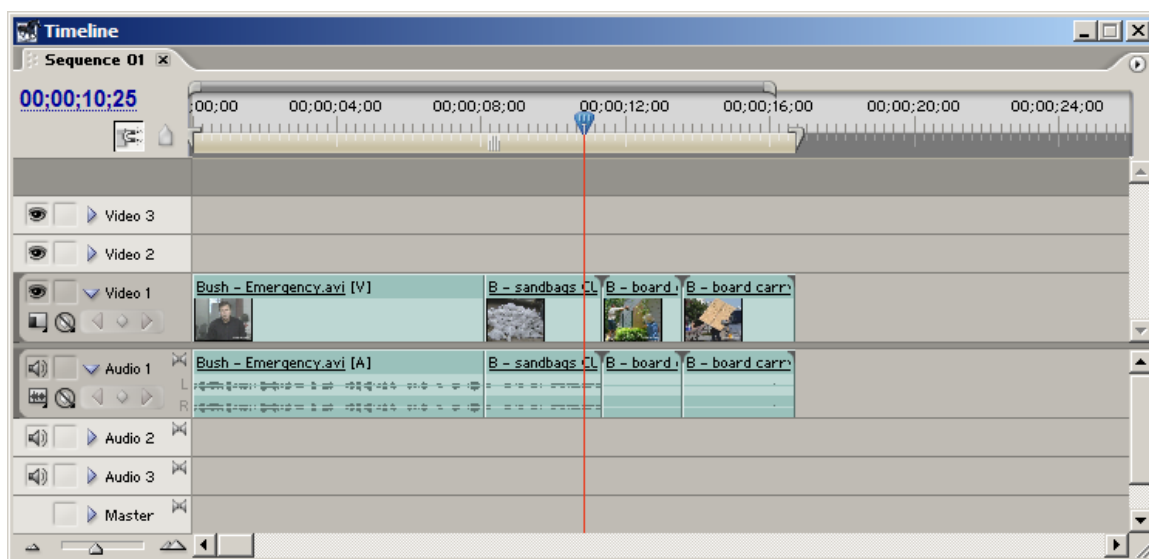 Timeline
Sequence 01
00;00;10;25
;00;00 00;00;04;00 00;00;08;00 00;00;12;00 00;00;16;00 00;00;20;00 00;00;24;00
Video 3
Video 2
Video 1
Bush - Emergency.avi [V] B - sandbags CU B - board B - board carry
Audio 1
Bush - Emergency.avi [A] B - sandbags CU B - board B - board carry
L
R
Audio 2
Audio 3
Master